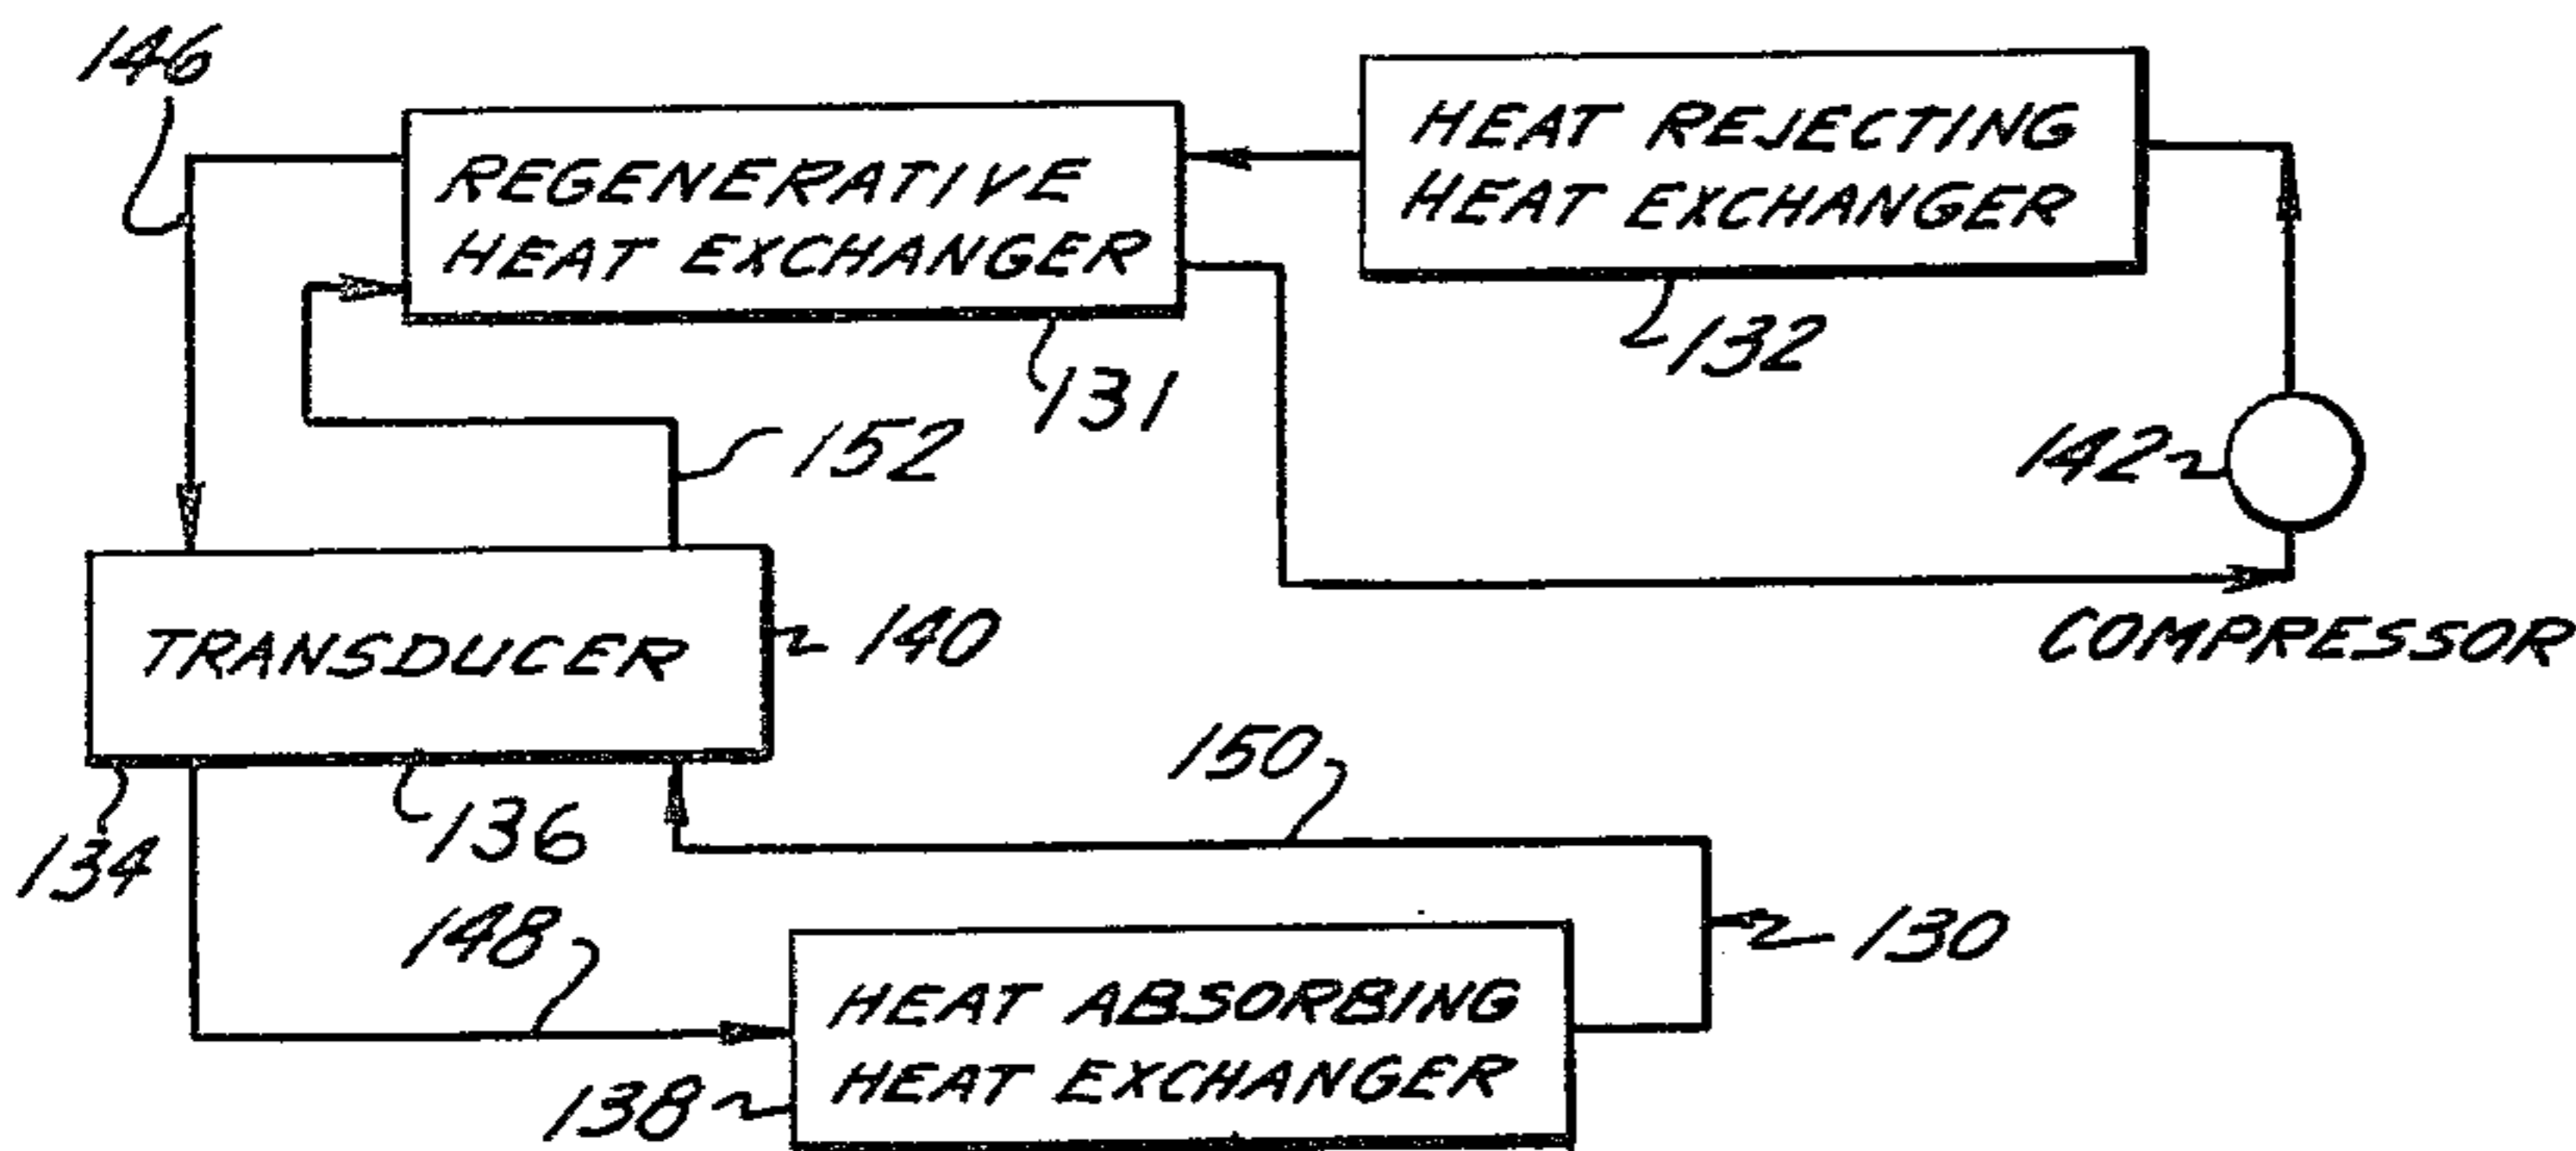 146
HEAT REJECTING
HEAT EXCHANGER
REGENERATIVE
HEAT EXCHANGER
132
131
152
142
TRANSDUCER
140
COMPRESSOR
150
136
134
148
130
HEAT ABSORBING
HEAT EXCHANGER
138